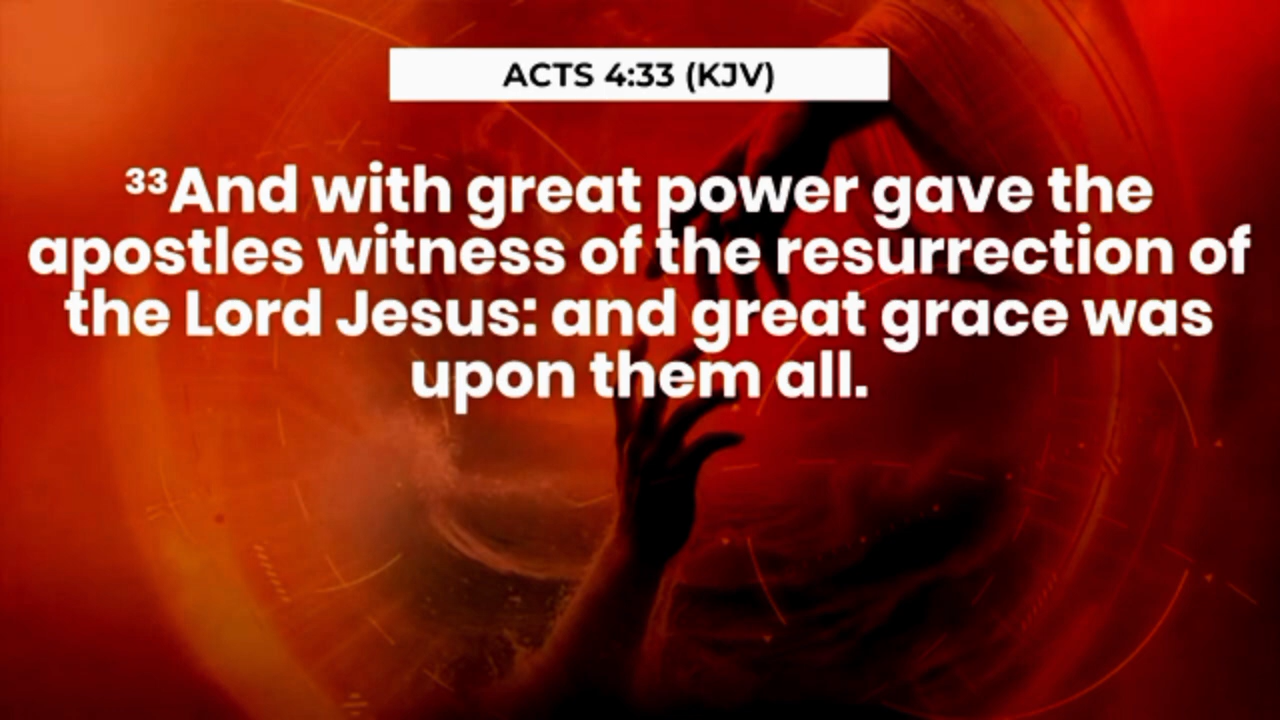 ACTS 4:33 (KJV)
³³And with great power gave the
apostles witness of the resurrection of
the Lord Jesus: and great grace was
upon them all.